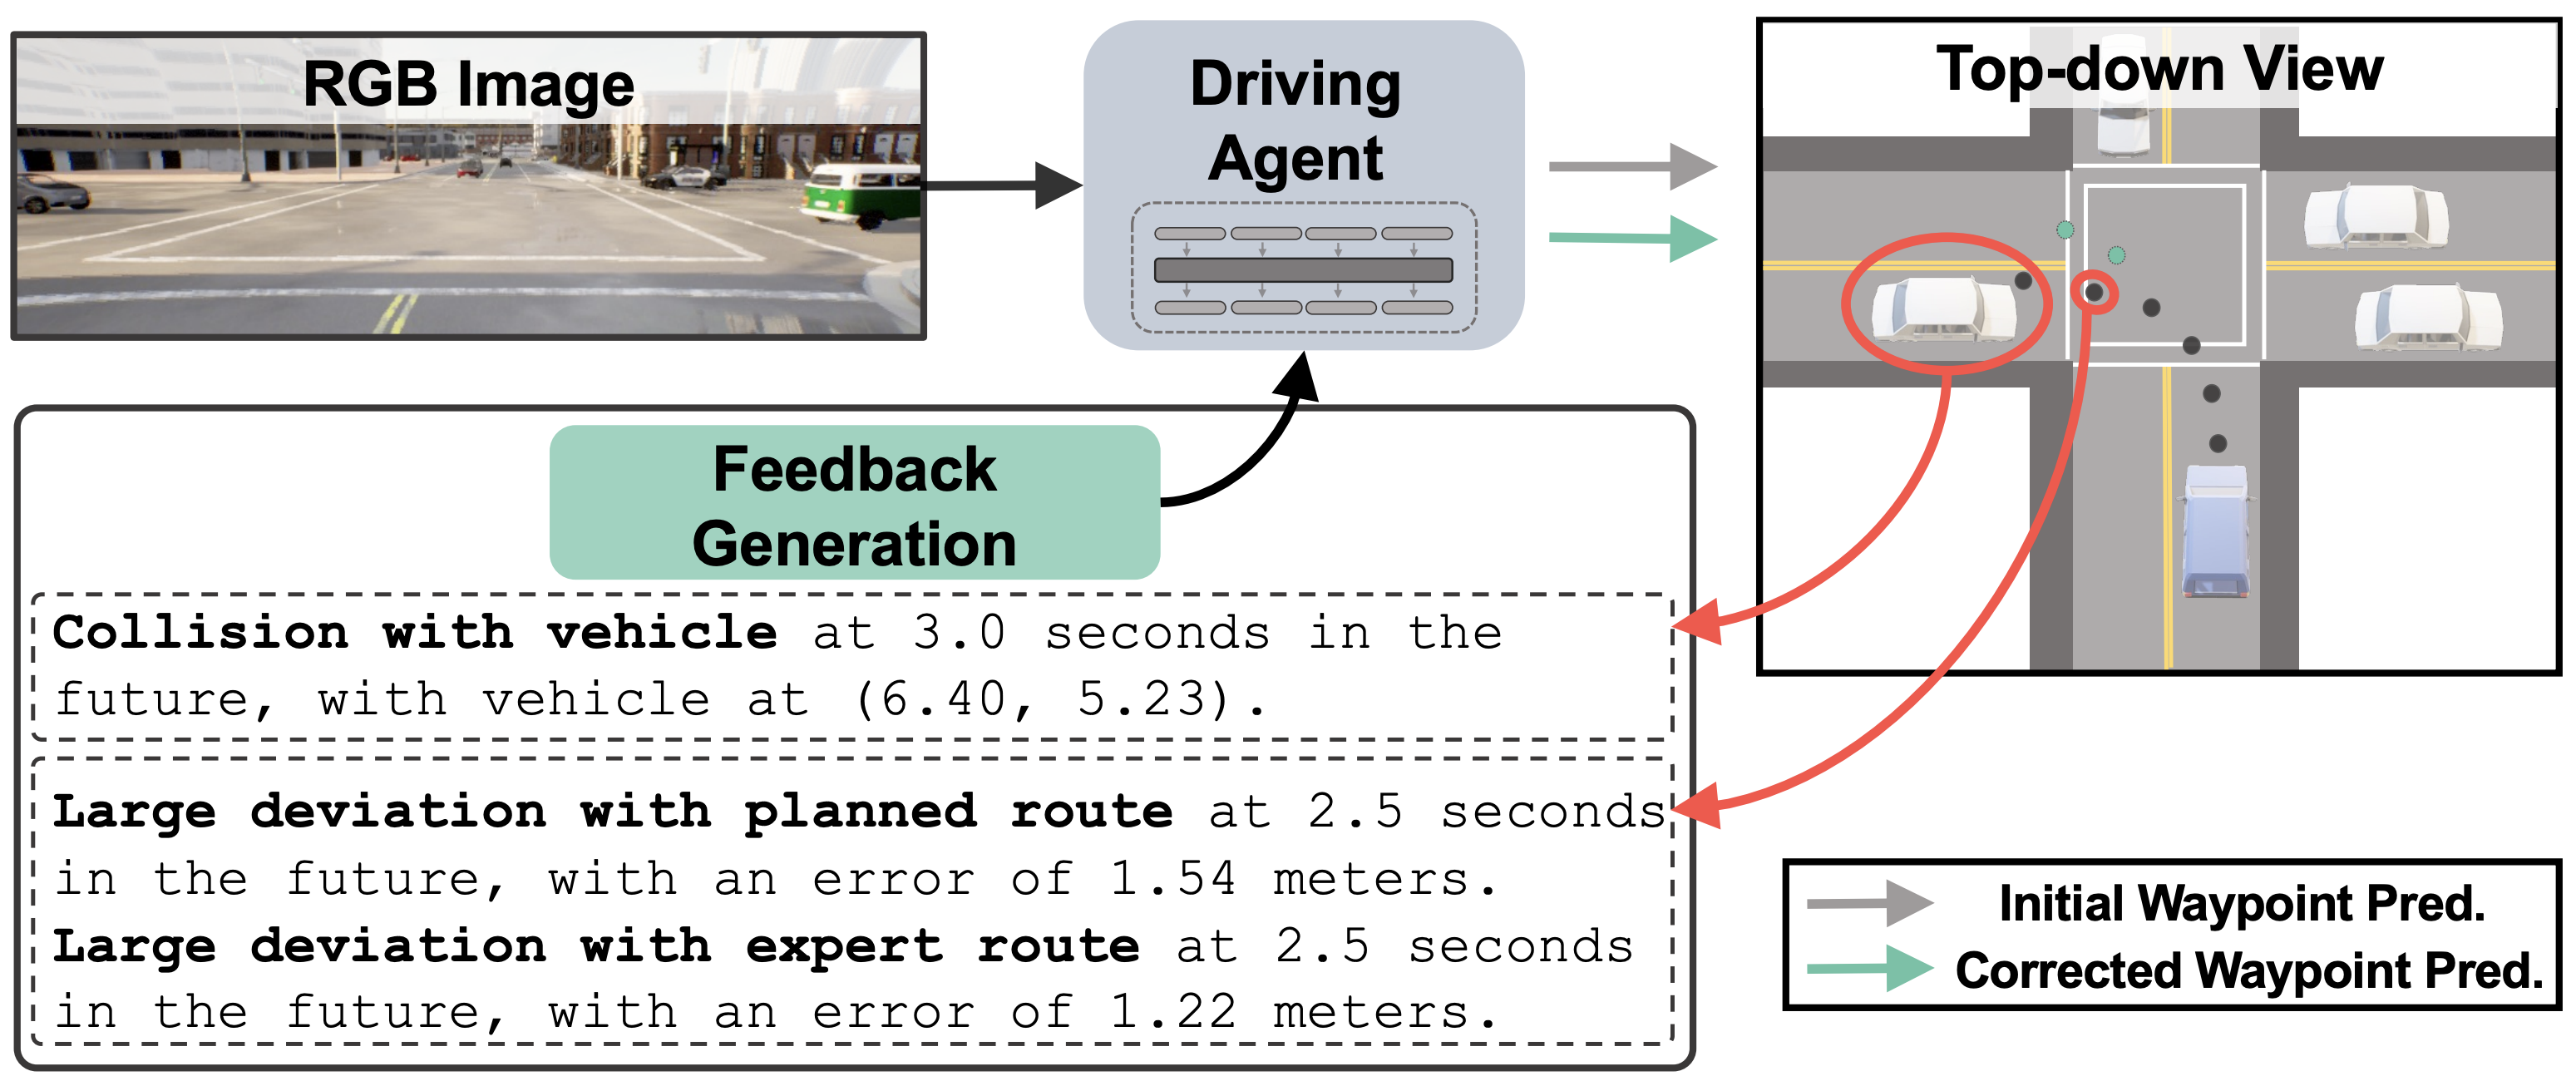 RGB Image
Driving
Agent
Top-down View
Feedback
Generation
Collision with vehicle at 3.0 seconds in the
future, with vehicle at (6.40, 5.23).
Large deviation with planned route at 2.5 seconds
in the future, with an error of 1.54 meters.
Large deviation with expert route at 2.5 seconds
in the future, with an error of 1.22 meters.
Initial Waypoint Pred.
Corrected Waypoint Pred.